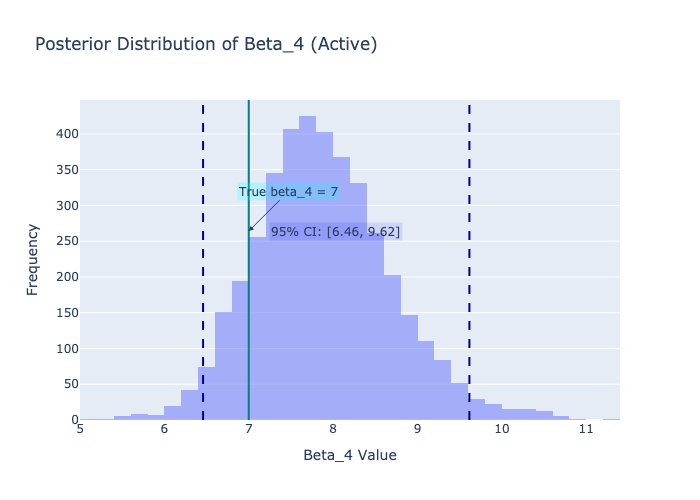 Posterior Distribution of Beta_4 (Active)
400
350
300
250
200
150
100
50
0
Frequency
True beta_4 = 7
95% CI: [6.46, 9.62]
5 6 7 8 9 10 11
Beta_4 Value